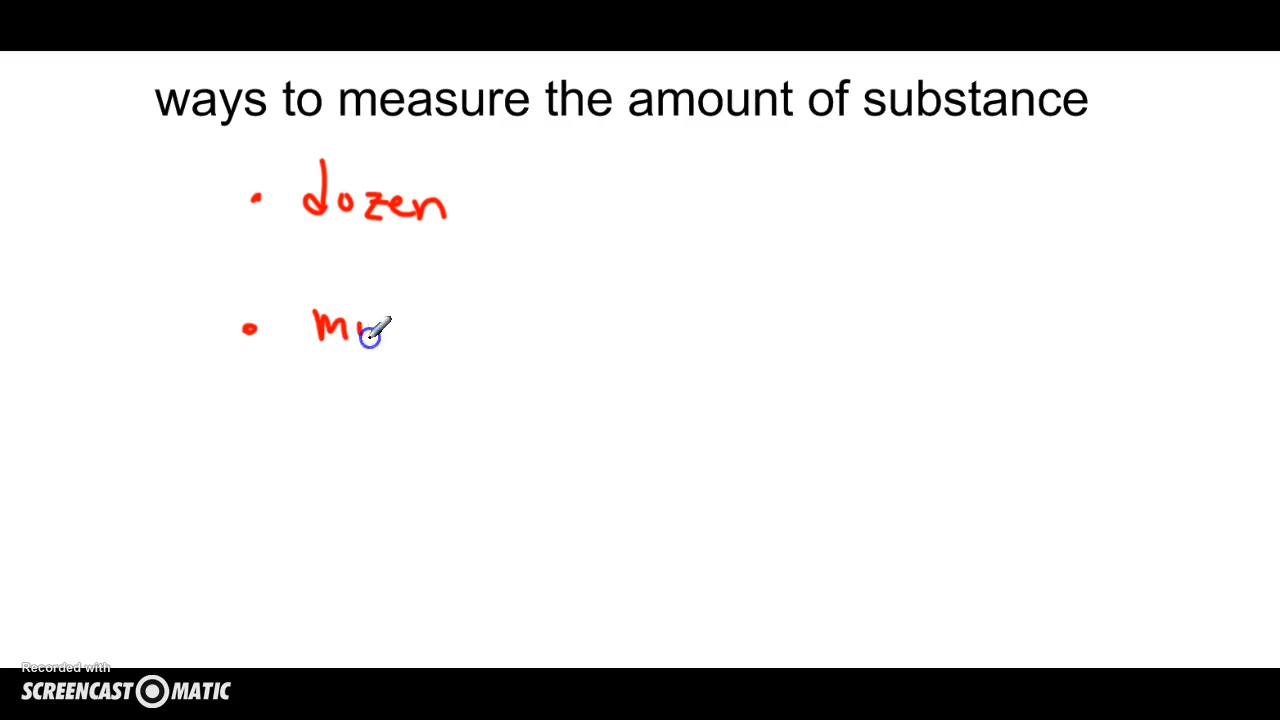 ways to measure the amount of substance
• dozen
• m
Recorded with
SCREENCAST MATIC